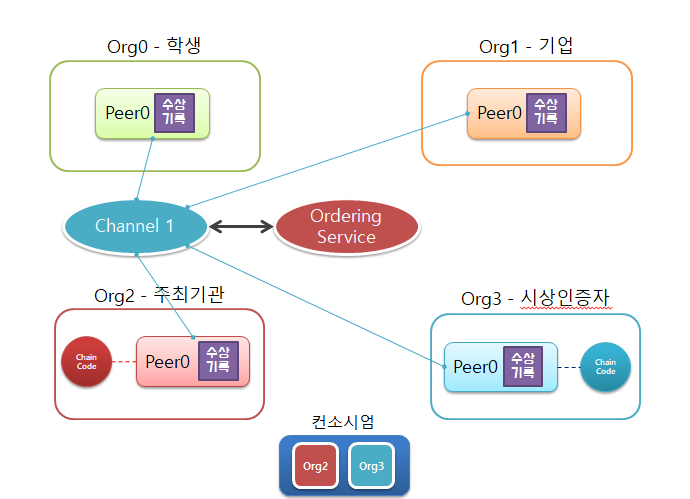 Org0 - 학생
Org1 - 기업
Peer0
수상
기록
Peer0
수상
기록
Channel 1
Ordering
Service
Org2 - 주최기관
Org3 - 시상인증자
Chain
Code
Peer0
수상
기록
Peer0
수상
기록
Chain
Code
컨소시엄
Org2
Org3